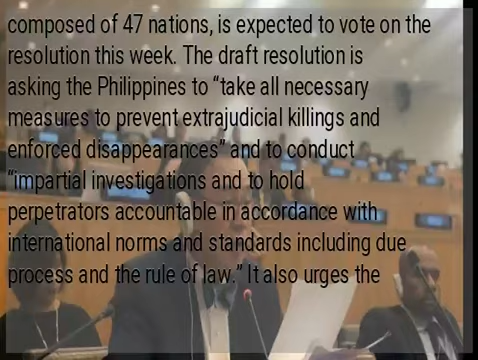 composed of 47 nations, is expected to vote on the
resolution this week. The draft resolution is
asking the Philippines to “take all necessary
measures to prevent extrajudicial killings and
enforced disappearances” and to conduct
“impartial investigations and to hold
perpetrators accountable in accordance with
international norms and standards including due
process and the rule of law.” It also urges the